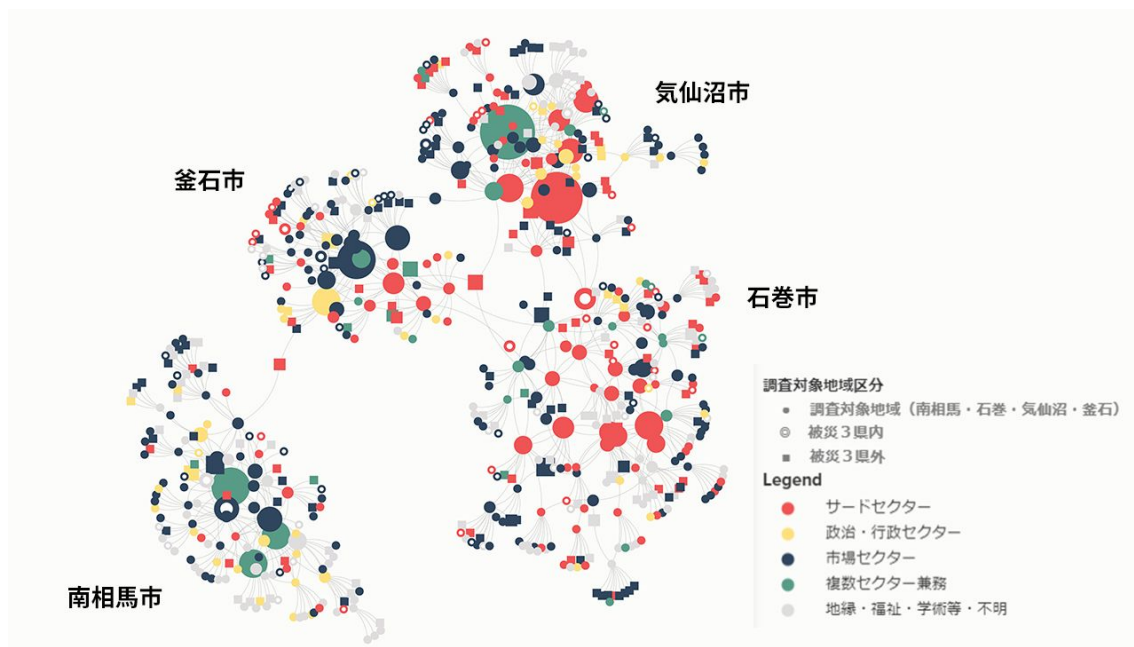 気仙沼市
釜石市
石巻市
南相馬市
調査対象地域区分
調査対象地域（南相馬・石巻・気仙沼・釜石）
被災３県内
被災３県外
Legend
サードセクター
政治・行政セクター
市場セクター
複数セクター兼務
地縁・福祉・学術等・不明